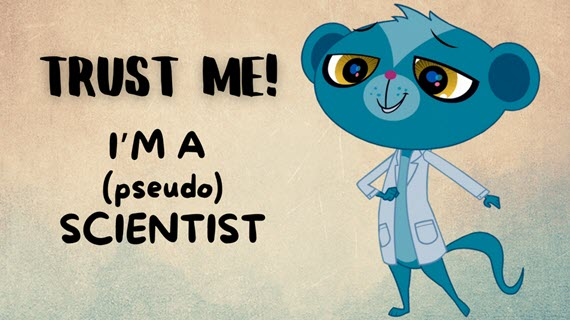 TRUST ME!
I'M A
(pseudo)
SCIENTIST